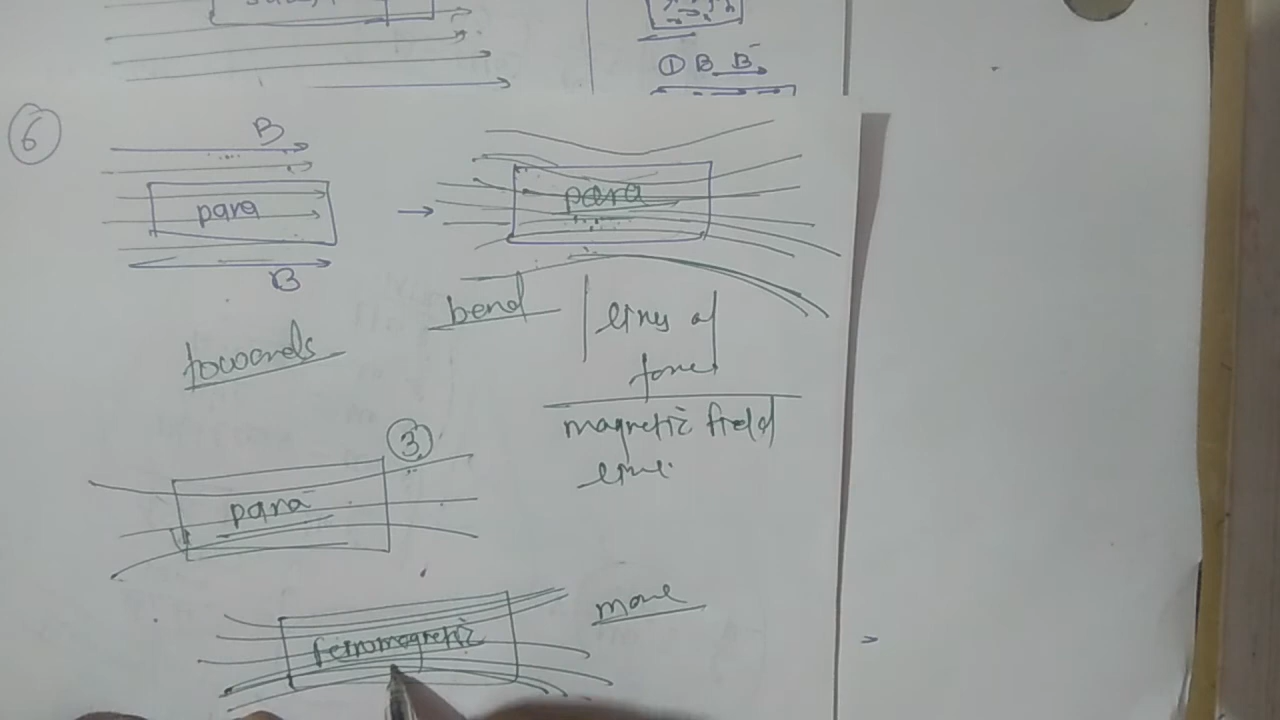 ① B B
6
B
para
B
para
bend
lines of
force
towards
magnetic field
line.
3
para
more
ferromagnetic